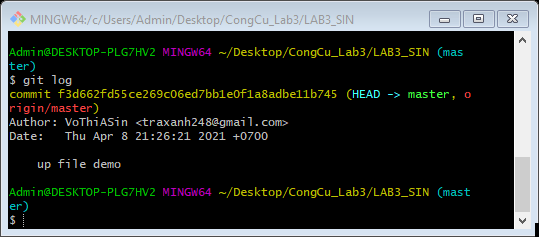 MINGW64:/c/Users/Admin/Desktop/CongCu_Lab3/LAB3_SIN
Admin@DESKTOP-PLG7HV2 MINGW64 ~/Desktop/CongCu_Lab3/LAB3_SIN (mas
ter)
$ git log
commit f3d662fd55ce269c06ed7bb1e0f1a8adbe11b745 (HEAD -> master, o
rigin/master)
Author: VoThiASin <traxanh248@gmail.com>
Date:   Thu Apr 8 21:26:21 2021 +0700
    up file demo
Admin@DESKTOP-PLG7HV2 MINGW64 ~/Desktop/CongCu_Lab3/LAB3_SIN (mast
er)
$